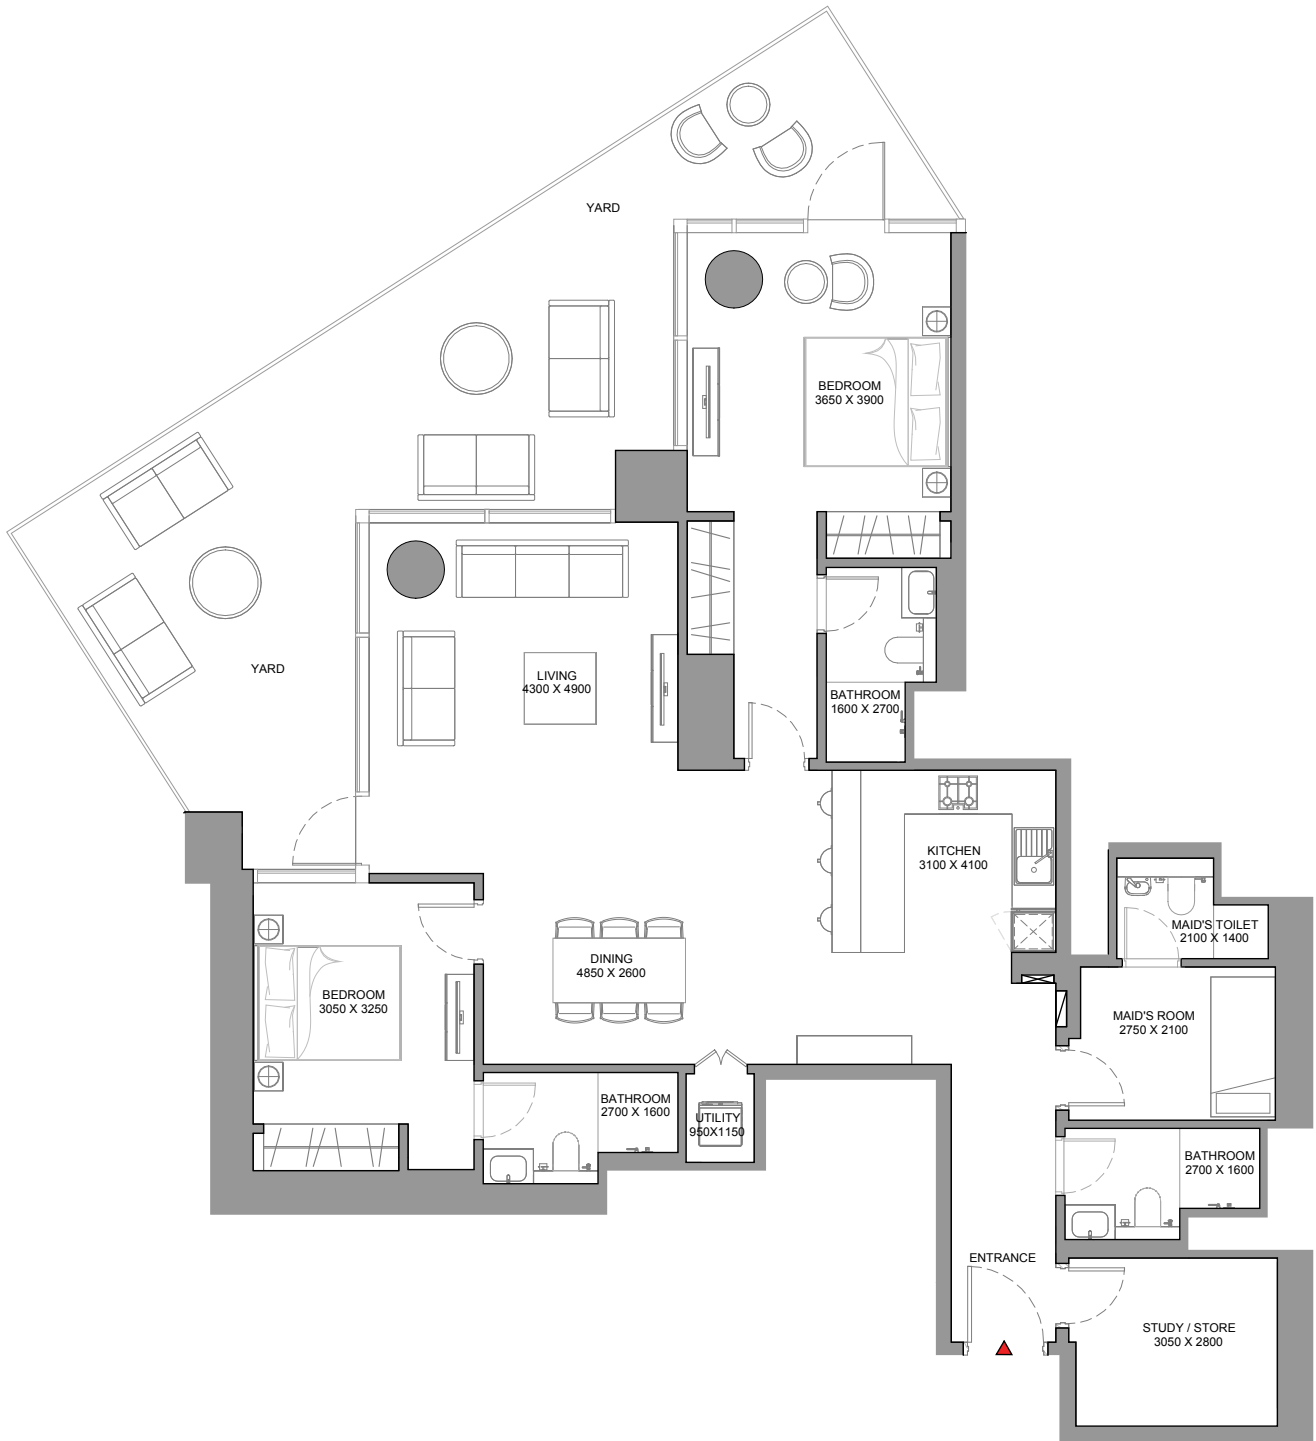 YARD
BEDROOM
3650 X 3900
YARD
LIVING
4300 X 4900
BATHROOM
1600 X 2700
KITCHEN
3100 X 4100
MAID'S TOILET
2100 X 1400
DINING
4850 X 2600
BEDROOM
3050 X 3250
MAID'S ROOM
2750 X 2100
BATHROOM
2700 X 1600
UTILITY
950X1150
BATHROOM
2700 X 1600
ENTRANCE
STUDY / STORE
3050 X 2800